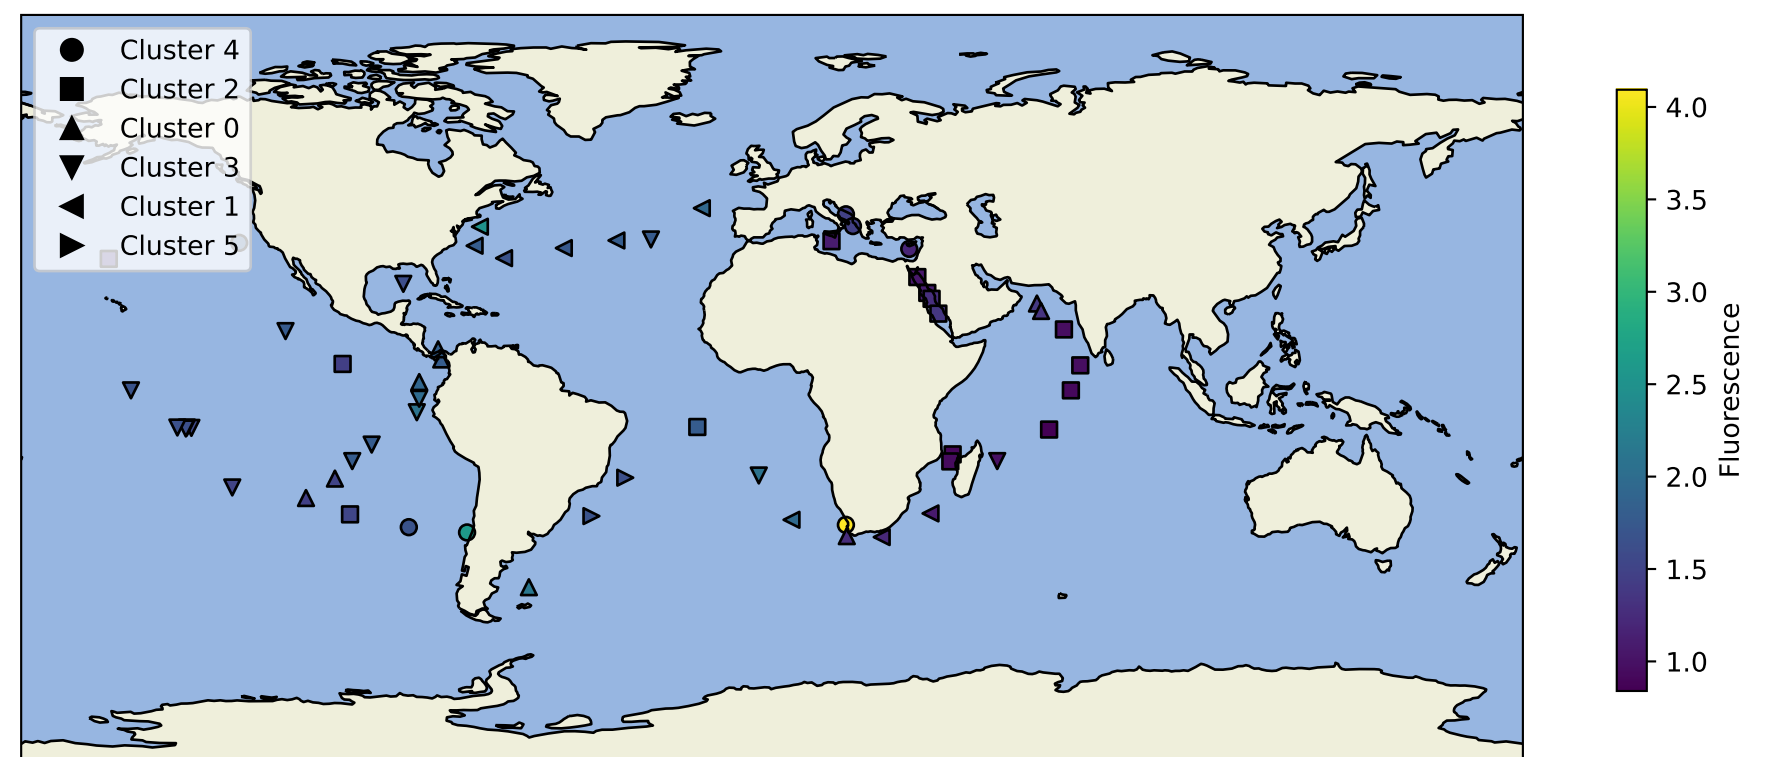 Cluster 4
Cluster 2
Cluster 0
Cluster 3
Cluster 1
Cluster 5
4.0
3.5
3.0
2.5
2.0
1.5
1.0
Fluorescence